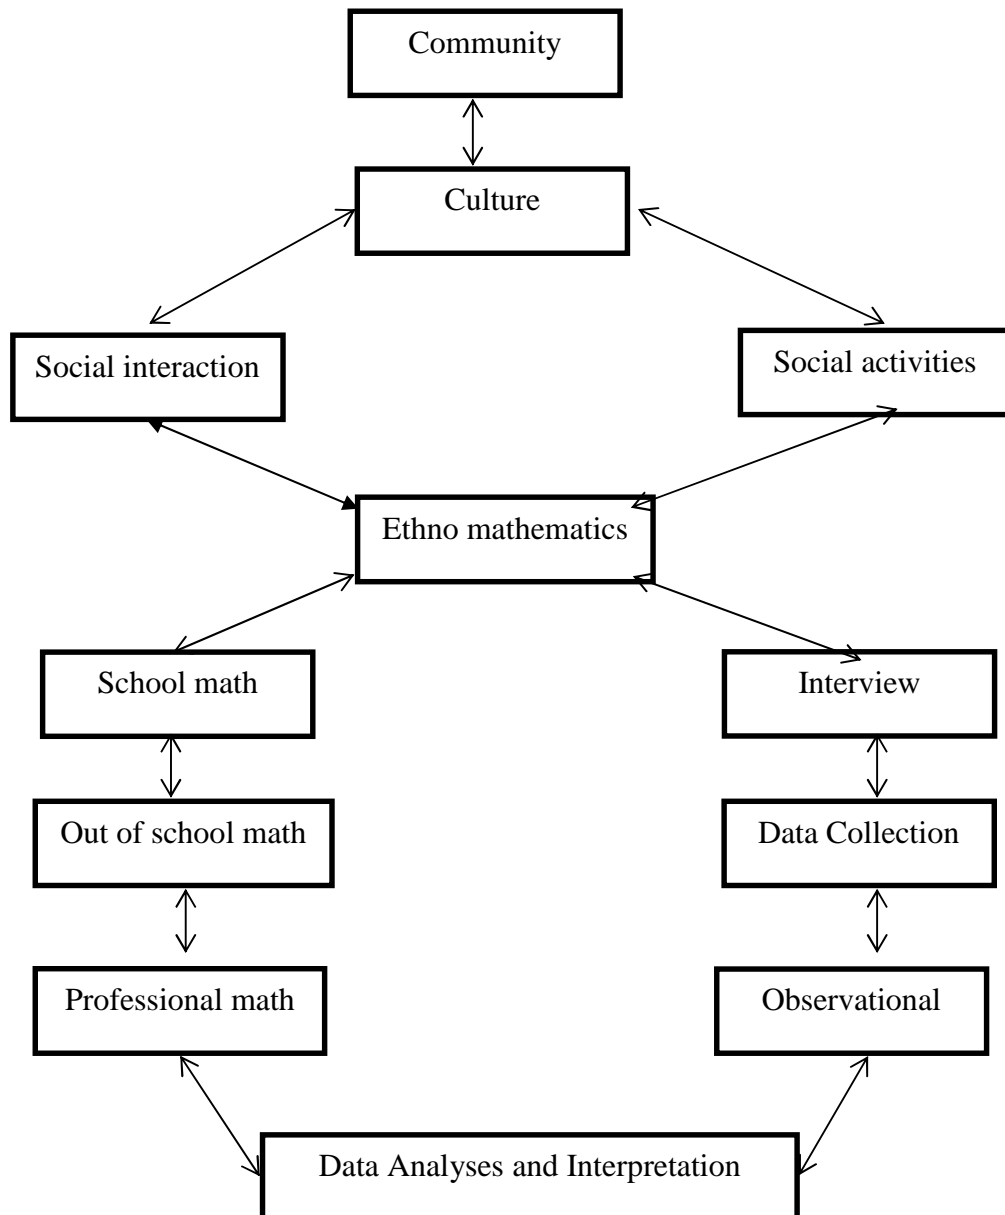 Community
Culture
Social interaction
Social activities
Ethno mathematics
School math
Interview
Out of school math
Data Collection
Professional math
Observational
Data Analyses and Interpretation